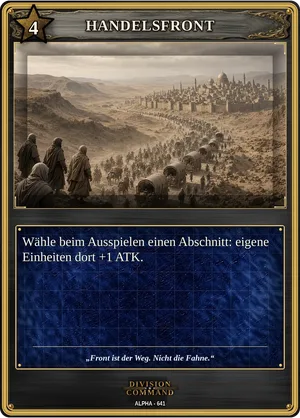 4
HANDELSFRONT
Wähle beim Ausspielen einen Abschnitt: eigene
Einheiten dort +1 ATK.
„Front ist der Weg. Nicht die Fahne.“
DIVISION
COMMAND
ALPHA - 641